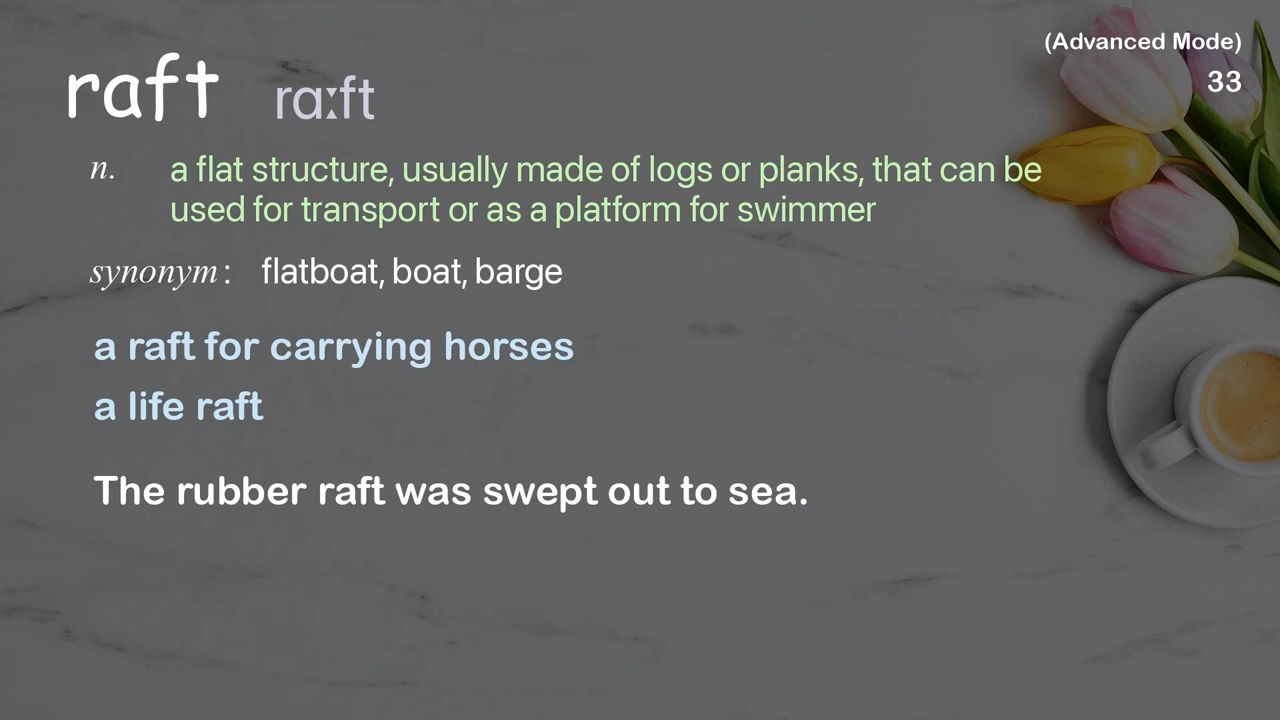 (Advanced Mode)
33
raft rɑːft
n. a flat structure, usually made of logs or planks, that can be
used for transport or as a platform for swimmer
synonym: flatboat, boat, barge
a raft for carrying horses
a life raft
The rubber raft was swept out to sea.